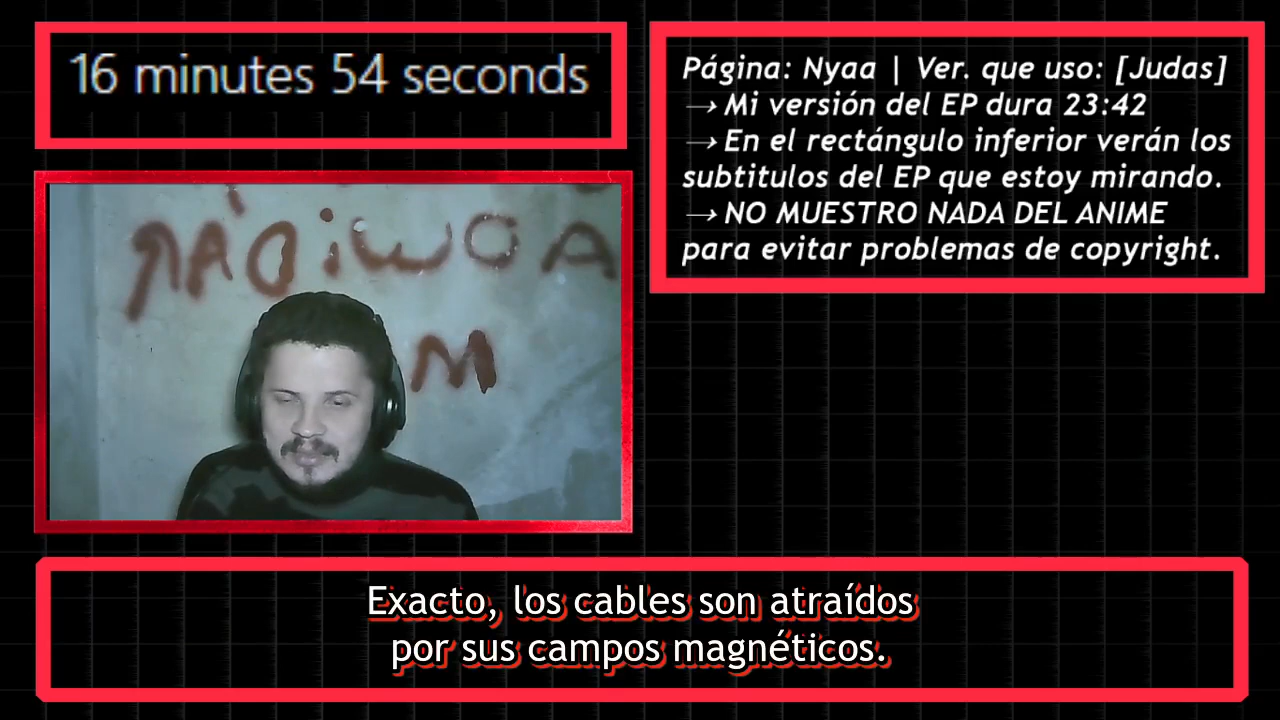 16 minutes 54 seconds
Página: Nyaa | Ver. que uso: [Judas]
→ Mi versión del EP dura 23:42
→ En el rectángulo inferior verán los
subtitulos del EP que estoy mirando.
→ NO MUESTRO NADA DEL ANIME
para evitar problemas de copyright.
Exacto, los cables son atraídos
por sus campos magnéticos.